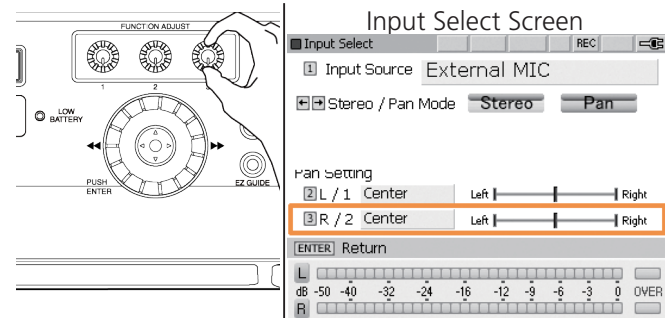 FUNCTION ADJUST
1 2
LOW
BATTERY
PUSH
ENTER
EZ GUIDE
Input Select Screen
Input Select REC
1 Input Source External MIC
Stereo / Pan Mode Stereo Pan
Pan Setting
2 L / 1 Center Left Right
3 R / 2 Center Left Right
ENTER Return
L
dB -50 -40 -32 -24 -16 -12 -9 -6 -3 0 OVER
R